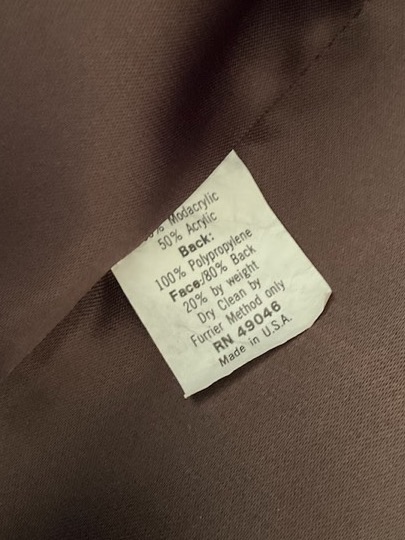 % Modacrylic
50% Acrylic
Back:
100% Polypropylene
Face/80% Back
20% by weight
Dry Clean by
Furrier Method only
RN 49046
Made in U.S.A.